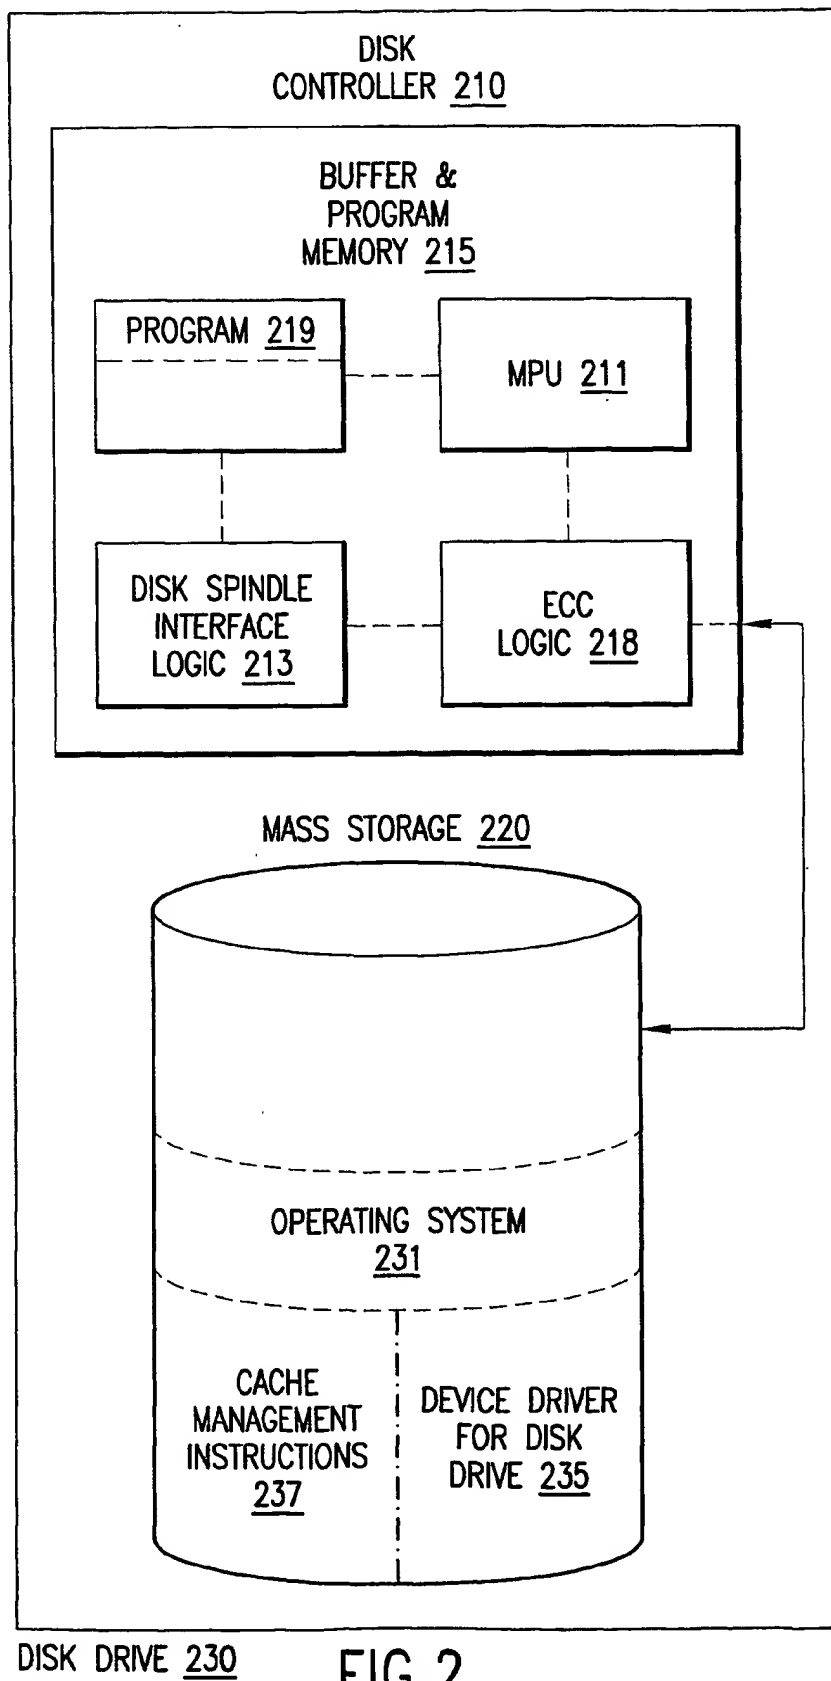 DISK
CONTROLLER 210
BUFFER &
PROGRAM
MEMORY 215
PROGRAM 219
MPU 211
DISK SPINDLE
INTERFACE
LOGIC 213
ECC
LOGIC 218
MASS STORAGE 220
OPERATING SYSTEM
231
CACHE
MANAGEMENT
INSTRUCTIONS
237
DEVICE DRIVER
FOR DISK
DRIVE 235
DISK DRIVE 230
FIG.2